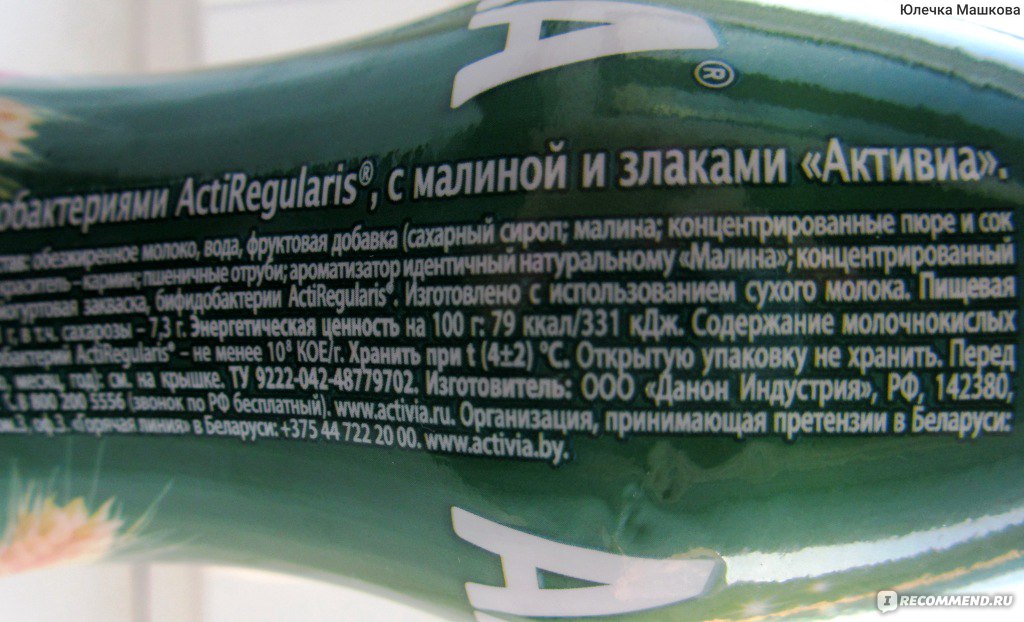 Юлечка Машкова
А
®
обактериями ActiRegularis®, с малиной и злаками «Активиа».
обезжиренное молоко, вода, фруктовая добавка (сахарный сироп; малина; концентрированные пюре и сок
кармин; пшеничные отруби; ароматизатор идентичный натуральному «Малина»; концентрированный
закваска, бифидобактерии ActiRegularis®. Изготовлено с использованием сухого молока. Пищевая
г, в т.ч. сахарозы – 7,3 г. Энергетическая ценность на 100 г: 79 ккал/331 кДж. Содержание молочнокислых
ActiRegularis® – не менее 10⁸ КОЕ/г. Хранить при t (4±2) °С. Открытую упаковку не хранить. Перед
месяц, год): см. на крышке. ТУ 9222-042-48779702. Изготовитель: ООО «Данон Индустрия», РФ, 142380,
8 800 200 5556 (звонок по РФ бесплатный). www.activia.ru. Организация, принимающая претензии в Беларуси:
«Горячая линия» в Беларуси: +375 44 722 20 00. www.activia.by.
А
IRECOMMEND.RU